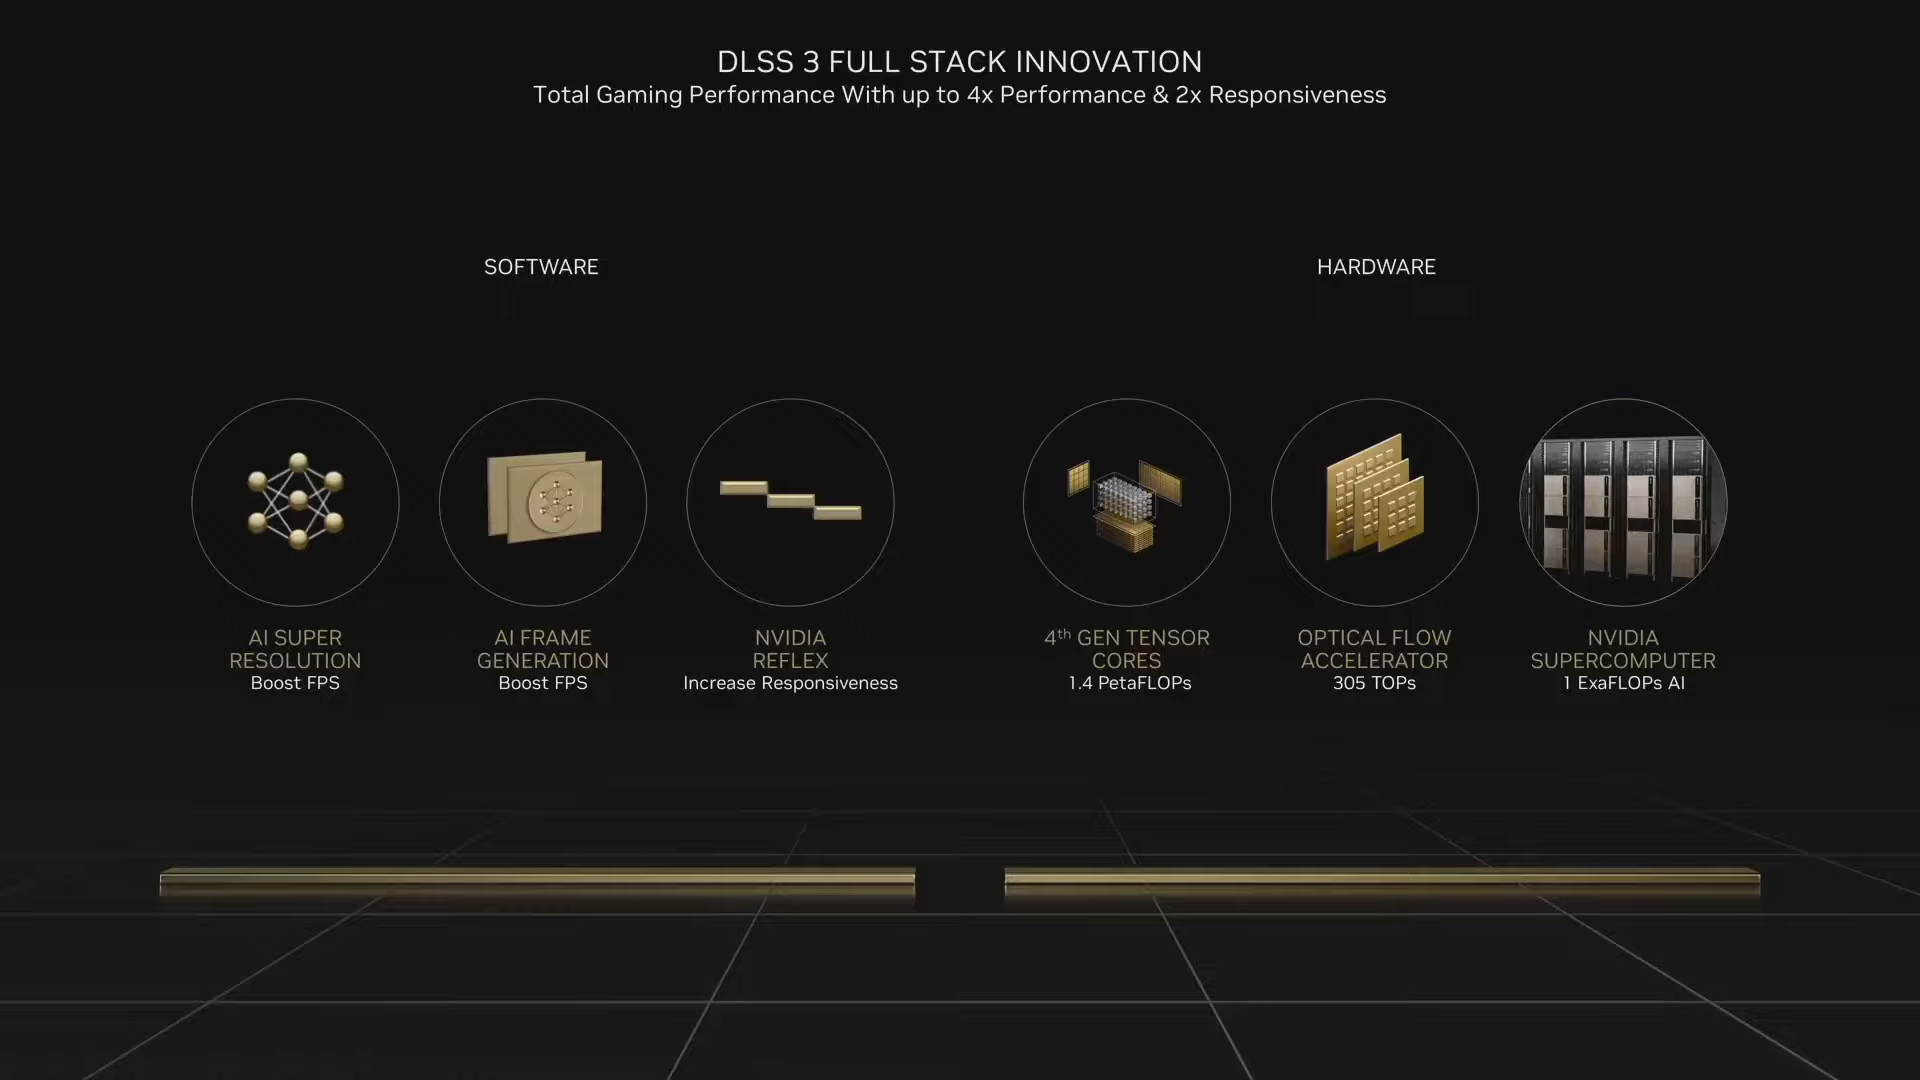 DLSS 3 FULL STACK INNOVATION
Total Gaming Performance With up to 4x Performance & 2x Responsiveness
SOFTWARE
AI SUPER
RESOLUTION
Boost FPS
AI FRAME
GENERATION
Boost FPS
NVIDIA
REFLEX
Increase Responsiveness
HARDWARE
4th GEN TENSOR
CORES
1.4 PetaFLOPs
OPTICAL FLOW
ACCELERATOR
305 TOPs
NVIDIA
SUPERCOMPUTER
1 ExaFLOPs AI